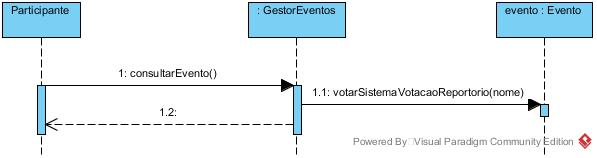 Participante
: GestorEventos
evento : Evento
1: consultarEvento()
1.1: votarSistemaVotacaoReportorio(nome)
1.2:
Powered By Visual Paradigm Community Edition